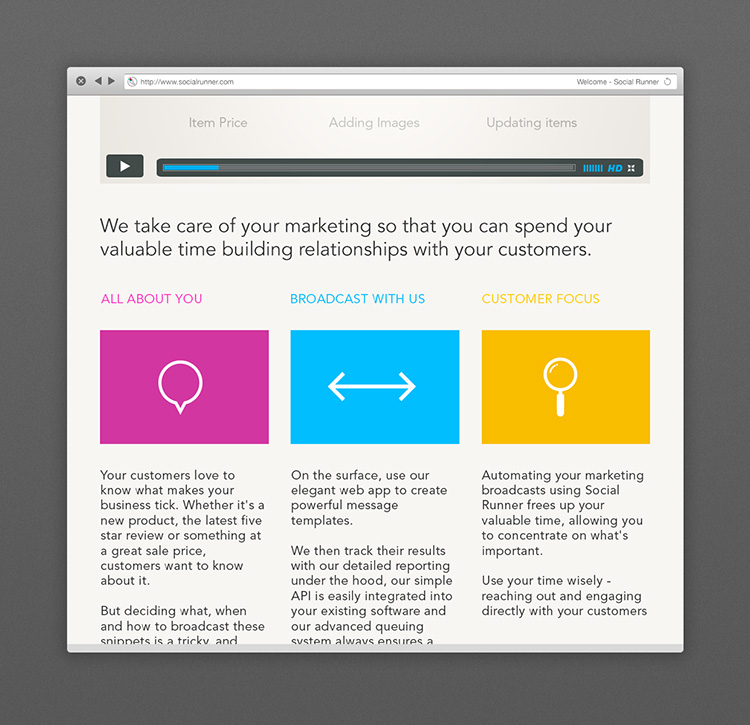 http://www.socialrunner.com
Welcome - Social Runner
Item Price
Adding Images
Updating items
HD
We take care of your marketing so that you can spend your
valuable time building relationships with your customers.
ALL ABOUT YOU
BROADCAST WITH US
CUSTOMER FOCUS
Your customers love to
know what makes your
business tick. Whether it's a
new product, the latest five
star review or something at
a great sale price,
customers want to know
about it.
But deciding what, when
and how to broadcast these
snippets is a tricky, and
On the surface, use our
elegant web app to create
powerful message
templates.
We then track their results
with our detailed reporting
under the hood, our simple
API is easily integrated into
your existing software and
our advanced queuing
system always ensures a
Automating your marketing
broadcasts using Social
Runner frees up your
valuable time, allowing you
to concentrate on what's
important.
Use your time wisely -
reaching out and engaging
directly with your customers